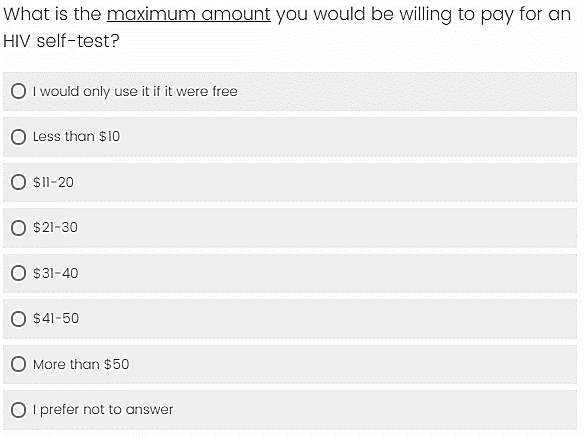 What is the maximum amount you would be willing to pay for an
HIV self-test?
I would only use it if it were free
Less than $10
$11-20
$21-30
$31-40
$41-50
More than $50
I prefer not to answer